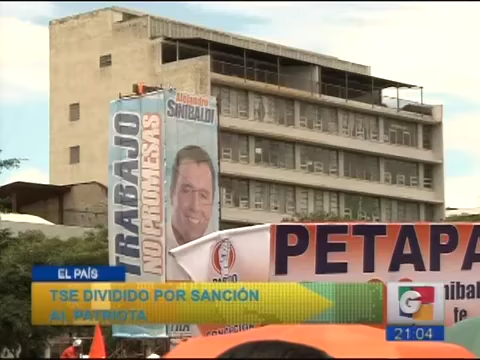 Alejandro
SINIBALDI
TRABAJO
NO PROMESAS
PETAPA
EL PAÍS
TSE DIVIDIDO POR SANCIÓN
AL PATRIOTA
G
21:04